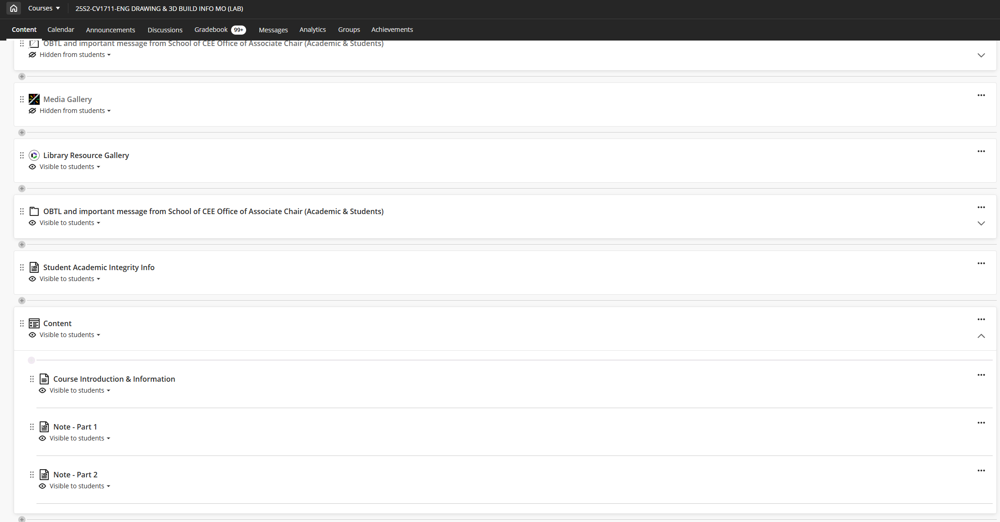 Courses
25S2-CV1711-ENG DRAWING & 3D BUILD INFO MO (LAB)
Content Calendar Announcements Discussions Gradebook 99+ Messages Analytics Groups Achievements
OBTL and important message from School of CEE Office of Associate Chair (Academic & Students)
Hidden from students
Media Gallery
Hidden from students
Library Resource Gallery
Visible to students
OBTL and important message from School of CEE Office of Associate Chair (Academic & Students)
Visible to students
Student Academic Integrity Info
Visible to students
Content
Visible to students
Course Introduction & Information
Visible to students
Note - Part 1
Visible to students
Note - Part 2
Visible to students